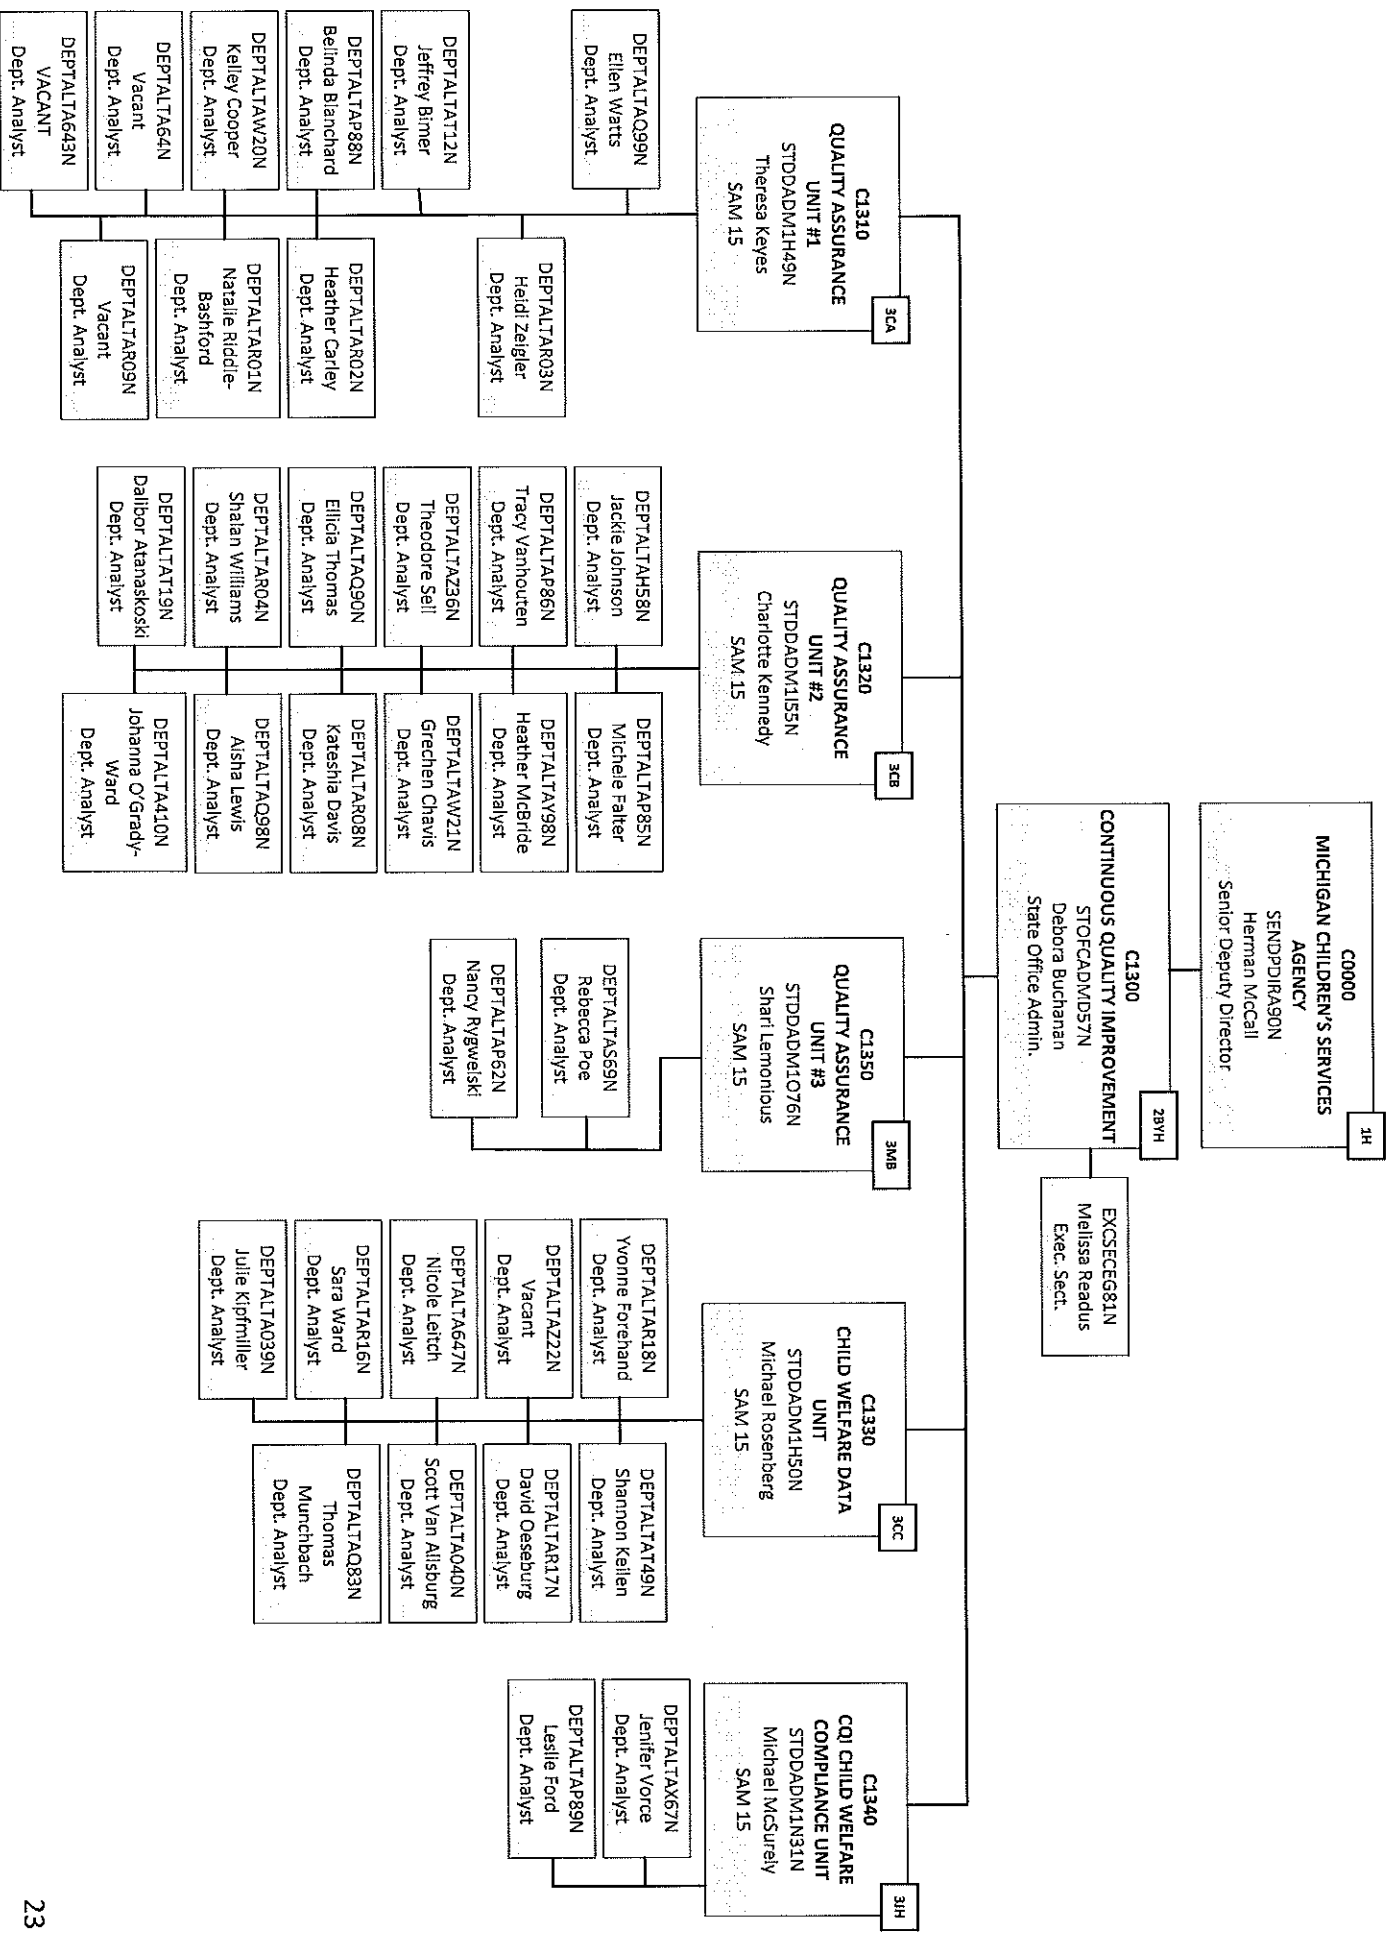 C0000
MICHIGAN CHILDREN'S SERVICES
AGENCY
SENDPDIRA90N
Herman McCall
Senior Deputy Director
1H
C1300
CONTINUOUS QUALITY IMPROVEMENT
STOFCADMD57N
Debora Buchanan
State Office Admin.
2BYH
EXCSECEG81N
Melissa Readus
Exec. Sect.
C1310
QUALITY ASSURANCE
UNIT #1
STDDADM1H49N
Theresa Keyes
SAM 15
3CA
DEPTALTAQ99N
Ellen Watts
Dept. Analyst
DEPTALTAR03N
Heidi Zeigler
Dept. Analyst
DEPTALTAT12N
Jeffrey Bimer
Dept. Analyst
DEPTALTAP88N
Belinda Blanchard
Dept. Analyst
DEPTALTAR02N
Heather Carley
Dept. Analyst
DEPTALTAW20N
Kelley Cooper
Dept. Analyst
DEPTALTAR01N
Natalie Riddle-
Bashford
Dept. Analyst
DEPTALTA64N
Vacant
Dept. Analyst
DEPTALTAR09N
Vacant
Dept. Analyst
DEPTALTA643N
VACANT
Dept. Analyst
C1320
QUALITY ASSURANCE
UNIT #2
STDDADM1I55N
Charlotte Kennedy
SAM 15
3CB
DEPTALTAH58N
Jackie Johnson
Dept. Analyst
DEPTALTAP85N
Michele Falter
Dept. Analyst
DEPTALTAP86N
Tracy Vanhouten
Dept. Analyst
DEPTALTAY98N
Heather McBride
Dept. Analyst
DEPTALTAZ36N
Theodore Sell
Dept. Analyst
DEPTALTAW21N
Grechen Chavis
Dept. Analyst
DEPTALTAQ90N
Ellicia Thomas
Dept. Analyst
DEPTALTAR08N
Kateshia Davis
Dept. Analyst
DEPTALTAR04N
Shalan Williams
Dept. Analyst
DEPTALTAQ98N
Aisha Lewis
Dept. Analyst
DEPTALTAT19N
Dalibor Atanaskoski
Dept. Analyst
DEPTALTA410N
Johanna O'Grady-
Ward
Dept. Analyst
C1350
QUALITY ASSURANCE
UNIT #3
STDDADM1O76N
Shari Lemonious
SAM 15
3MB
DEPTALTAS69N
Rebecca Poe
Dept. Analyst
DEPTALTAP62N
Nancy Rygwelski
Dept. Analyst
C1330
CHILD WELFARE DATA
UNIT
STDDADM1H50N
Michael Rosenberg
SAM 15
3CC
DEPTALTAR18N
Yvonne Forehand
Dept. Analyst
DEPTALTAT49N
Shannon Keilen
Dept. Analyst
DEPTALTAZ22N
Vacant
Dept. Analyst
DEPTALTAR17N
David Oeseburg
Dept. Analyst
DEPTALTA647N
Nicole Leitch
Dept. Analyst
DEPTALTA040N
Scott Van Allsburg
Dept. Analyst
DEPTALTAR16N
Sara Ward
Dept. Analyst
DEPTALTAQ83N
Thomas
Munchbach
Dept. Analyst
DEPTALTA039N
Julie Kipfmiller
Dept. Analyst
C1340
CQI CHILD WELFARE
COMPLIANCE UNIT
STDDADM1N31N
Michael McSurely
SAM 15
3JH
DEPTALTAX67N
Jenifer Vorce
Dept. Analyst
DEPTALTAP89N
Leslie Ford
Dept. Analyst
23